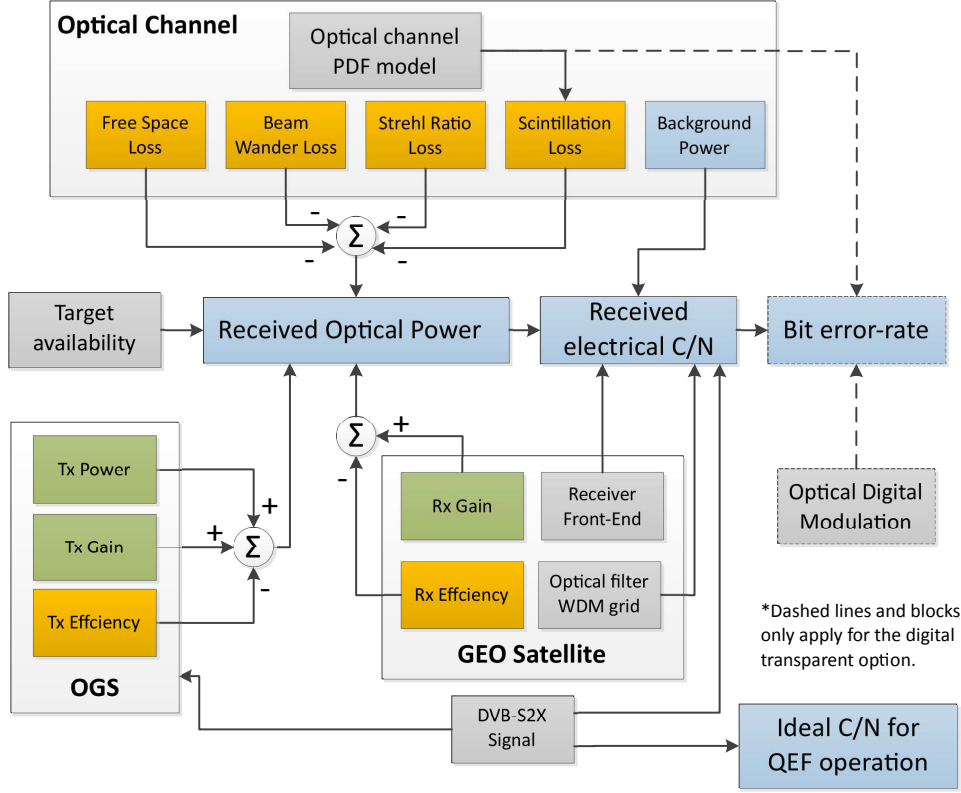 Optical Channel
Optical channel
PDF model
Free Space
Loss
Beam
Wander Loss
Strehl Ratio
Loss
Scintillation
Loss
Background
Power
-
-
Σ
-
-
Target
availability
Received Optical Power
Received
electrical C/N
Bit error-rate
Σ
+
-
Tx Power
Tx Gain
Tx Effciency
+
+
Σ
-
OGS
Rx Gain
Receiver
Front-End
Rx Effciency
Optical filter
WDM grid
GEO Satellite
Optical Digital
Modulation
*Dashed lines and blocks
only apply for the digital
transparent option.
DVB-S2X
Signal
Ideal C/N for
QEF operation